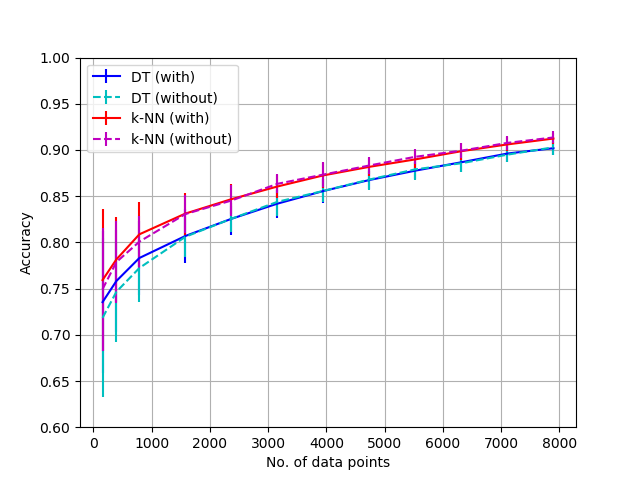 1.00
0.95
0.90
0.85
0.80
0.75
0.70
0.65
0.60
Accuracy
DT (with)
DT (without)
k-NN (with)
k-NN (without)
0 1000 2000 3000 4000 5000 6000 7000 8000
No. of data points